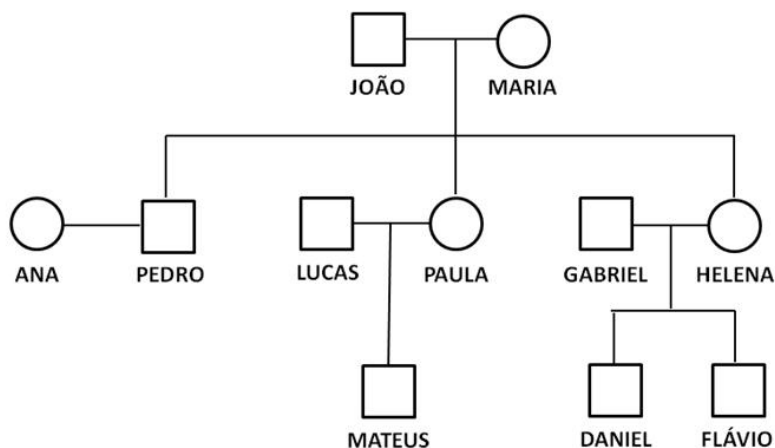 JOÃO MARIA
ANA PEDRO LUCAS PAULA GABRIEL HELENA
MATEUS DANIEL FLÁVIO